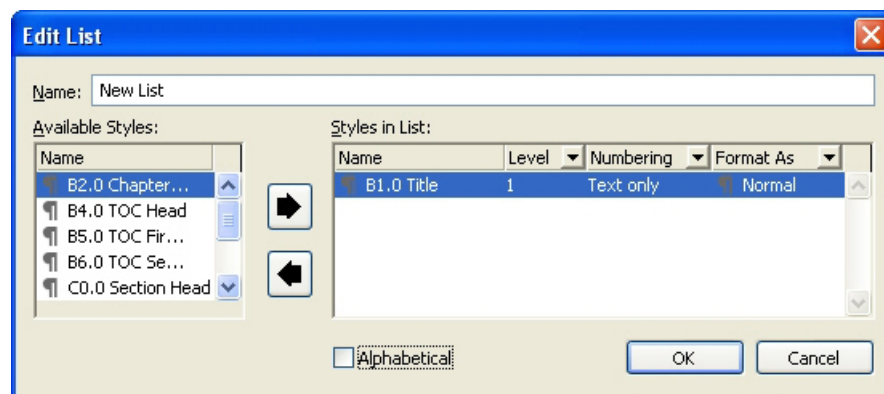 Edit List
Name: New List
Available Styles:
Name
B2.0 Chapter...
B4.0 TOC Head
B5.0 TOC Fir...
B6.0 TOC Se...
C0.0 Section Head
Styles in List:
Name Level Numbering Format As
B1.0 Title 1 Text only Normal
Alphabetical
OK Cancel